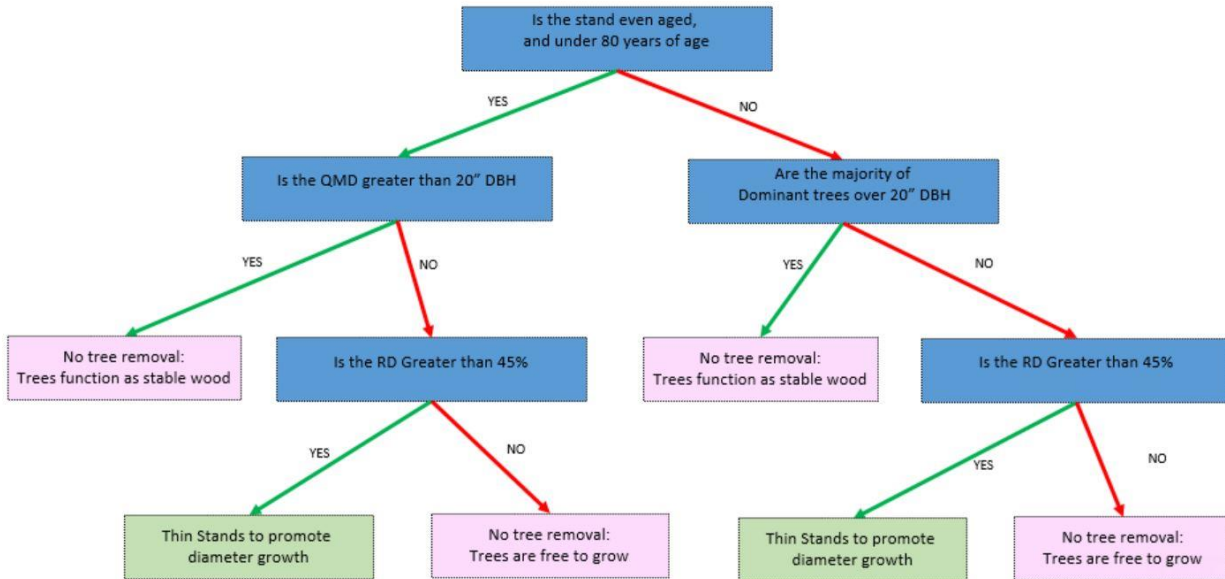 Is the stand even aged,
and under 80 years of age
YES
NO
Is the QMD greater than 20” DBH
Are the majority of
Dominant trees over 20” DBH
YES
NO
YES
NO
No tree removal:
Trees function as stable wood
Is the RD Greater than 45%
No tree removal:
Trees function as stable wood
Is the RD Greater than 45%
YES
NO
YES
NO
Thin Stands to promote
diameter growth
No tree removal:
Trees are free to grow
Thin Stands to promote
diameter growth
No tree removal:
Trees are free to grow